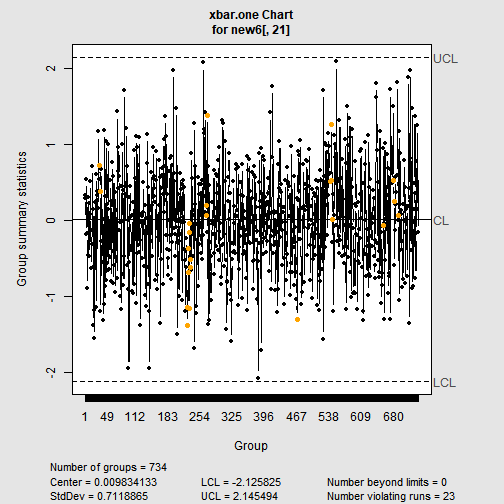 xbar.one Chart
for new6[, 21]
UCL
2
1
0
-1
-2
CL
LCL
Group summary statistics
1 49 112 183 254 325 396 467 538 609 680
Group
Number of groups = 734
Center = 0.009834133 LCL = -2.125825 Number beyond limits = 0
StdDev = 0.7118865 UCL = 2.145494 Number violating runs = 23